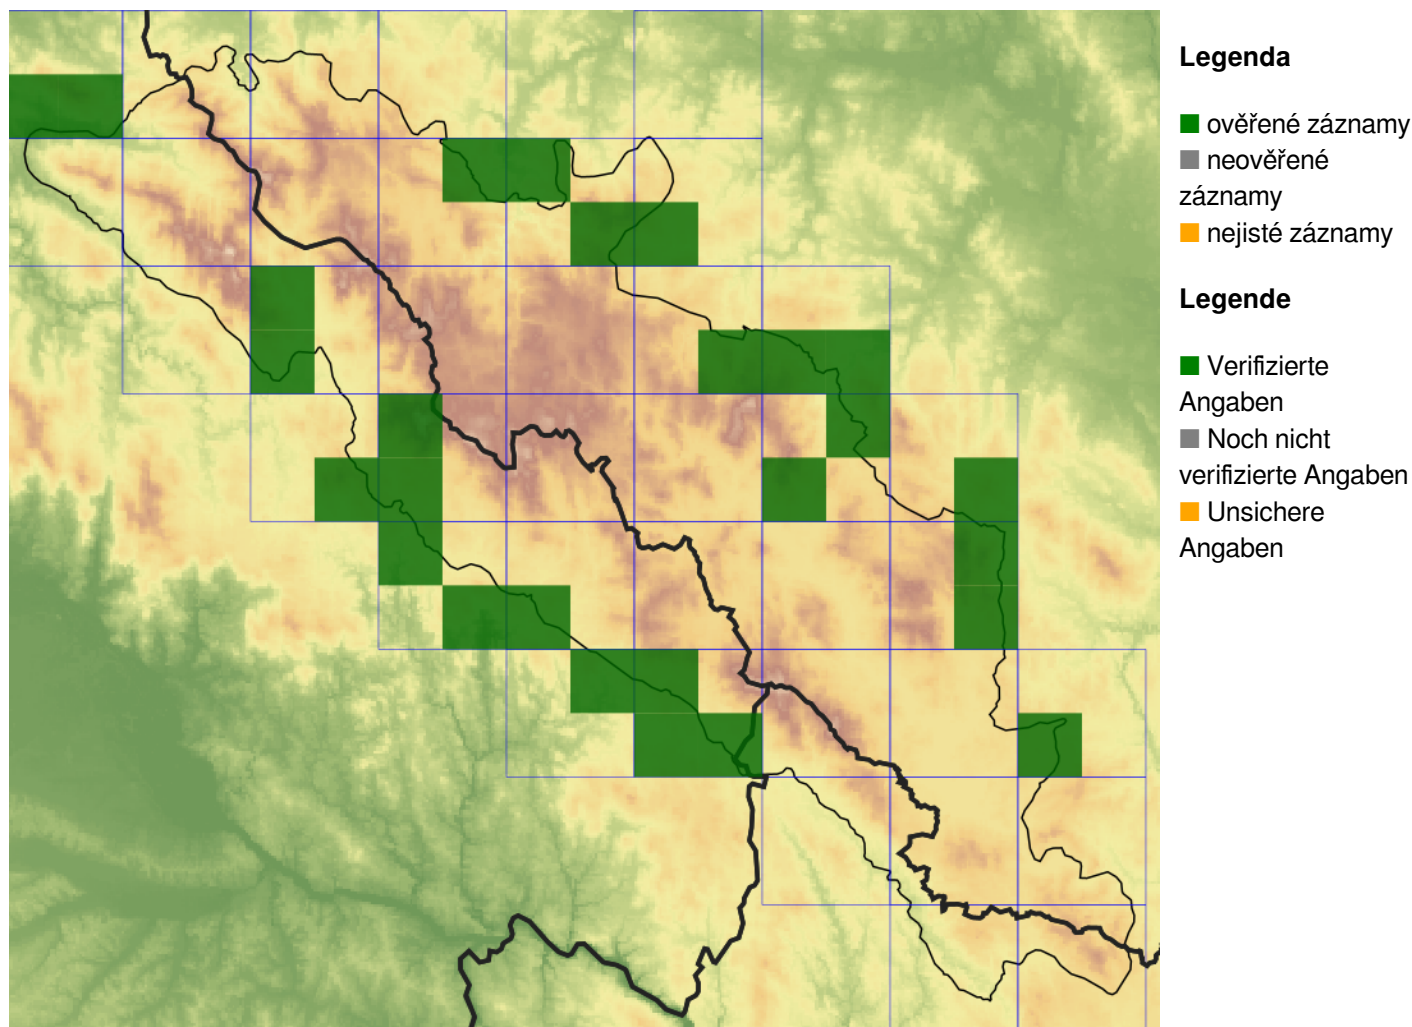 Legenda
ověřené záznamy
neověřené
záznamy
nejisté záznamy
Legende
Verifizierte
Angaben
Noch nicht
verifizierte Angaben
Unsichere
Angaben